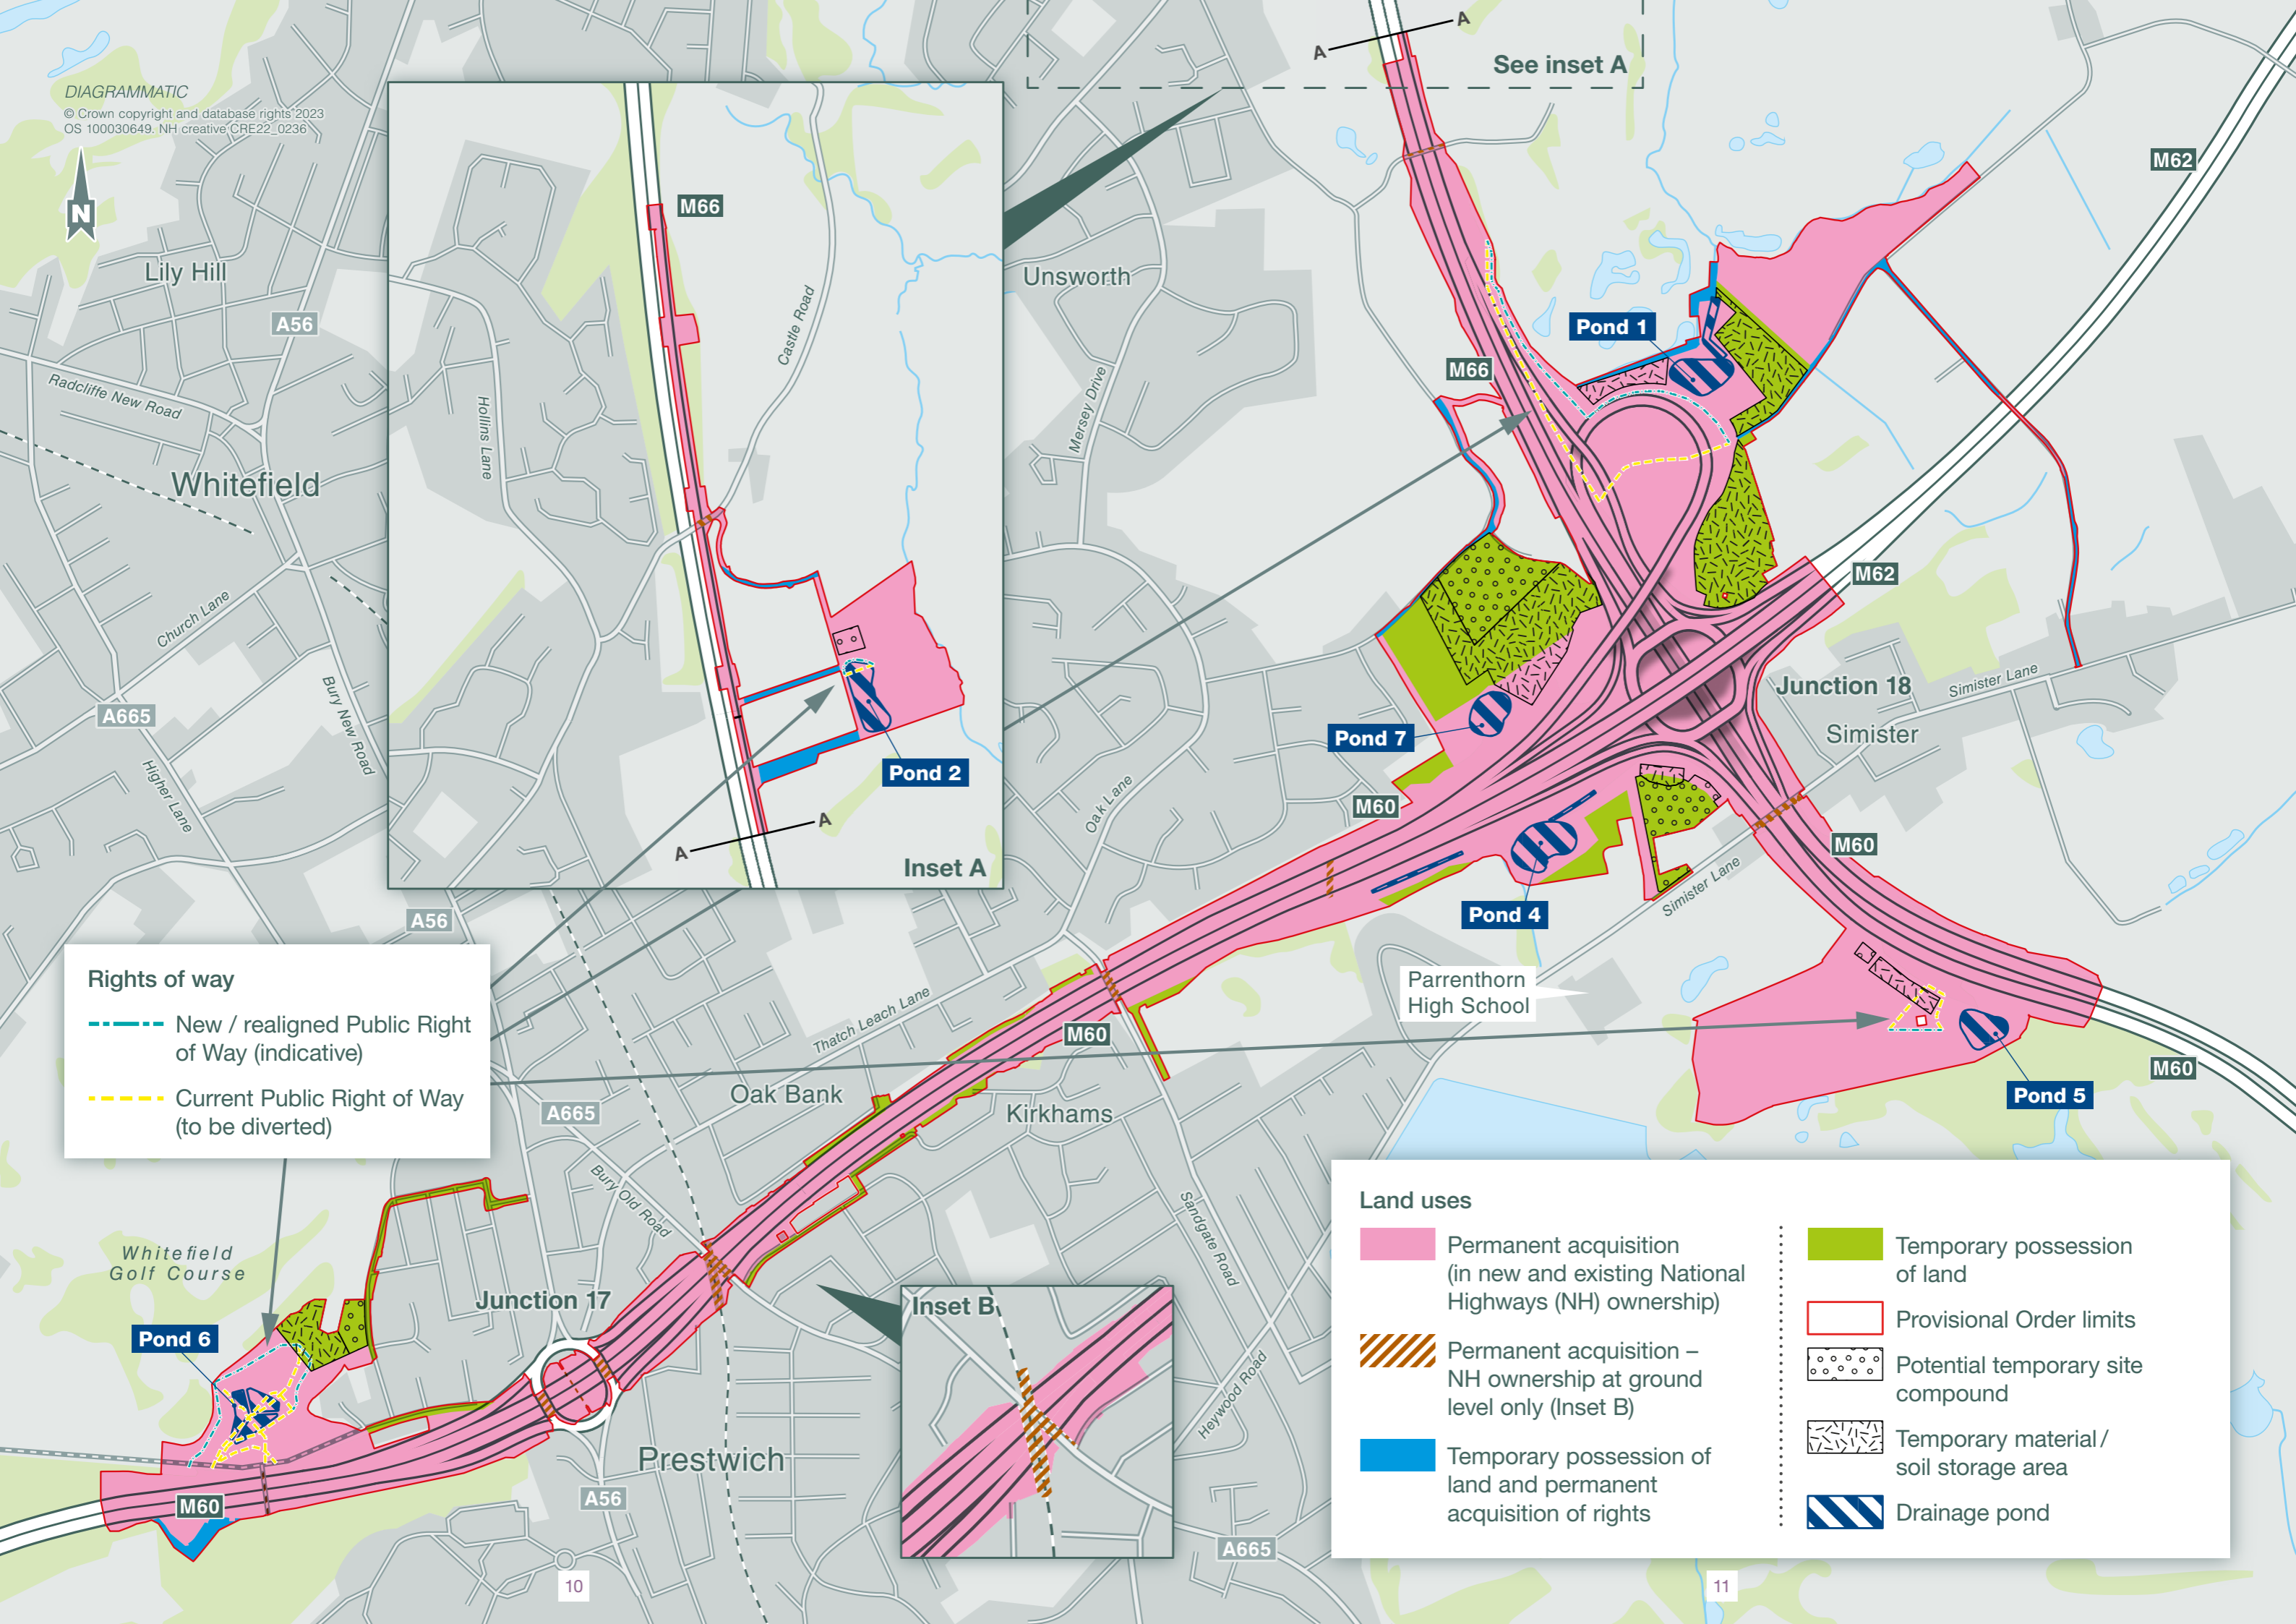 DIAGRAMMATIC
© Crown copyright and database rights 2023
OS 100030649. NH creative CRE22_0236
N
Lily Hill
A56
Radcliffe New Road
Whitefield
Church Lane
A665
Bury New Road
Higher Lane
A56
M66
Castle Road
Hollins Lane
Pond 2
A
A
Inset A
A
A
See inset A
Unsworth
Mersey Drive
M62
Pond 1
M66
M62
Junction 18
Simister Lane
Simister
Pond 7
M60
Oak Lane
M60
Simister Lane
Pond 4
Parrenthorn
High School
M60
Pond 5
Thatch Leach Lane
M60
Oak Bank
Kirkhams
A665
Bury Old Road
Sandgate Road
Heywood Road
Rights of way
New / realigned Public Right
of Way (indicative)
Current Public Right of Way
(to be diverted)
Whitefield
Golf Course
Junction 17
Pond 6
M60
Prestwich
A56
Inset B
A665
Land uses
Permanent acquisition
(in new and existing National
Highways (NH) ownership)
Permanent acquisition –
NH ownership at ground
level only (Inset B)
Temporary possession of
land and permanent
acquisition of rights
Temporary possession
of land
Provisional Order limits
Potential temporary site
compound
Temporary material /
soil storage area
Drainage pond
10
11